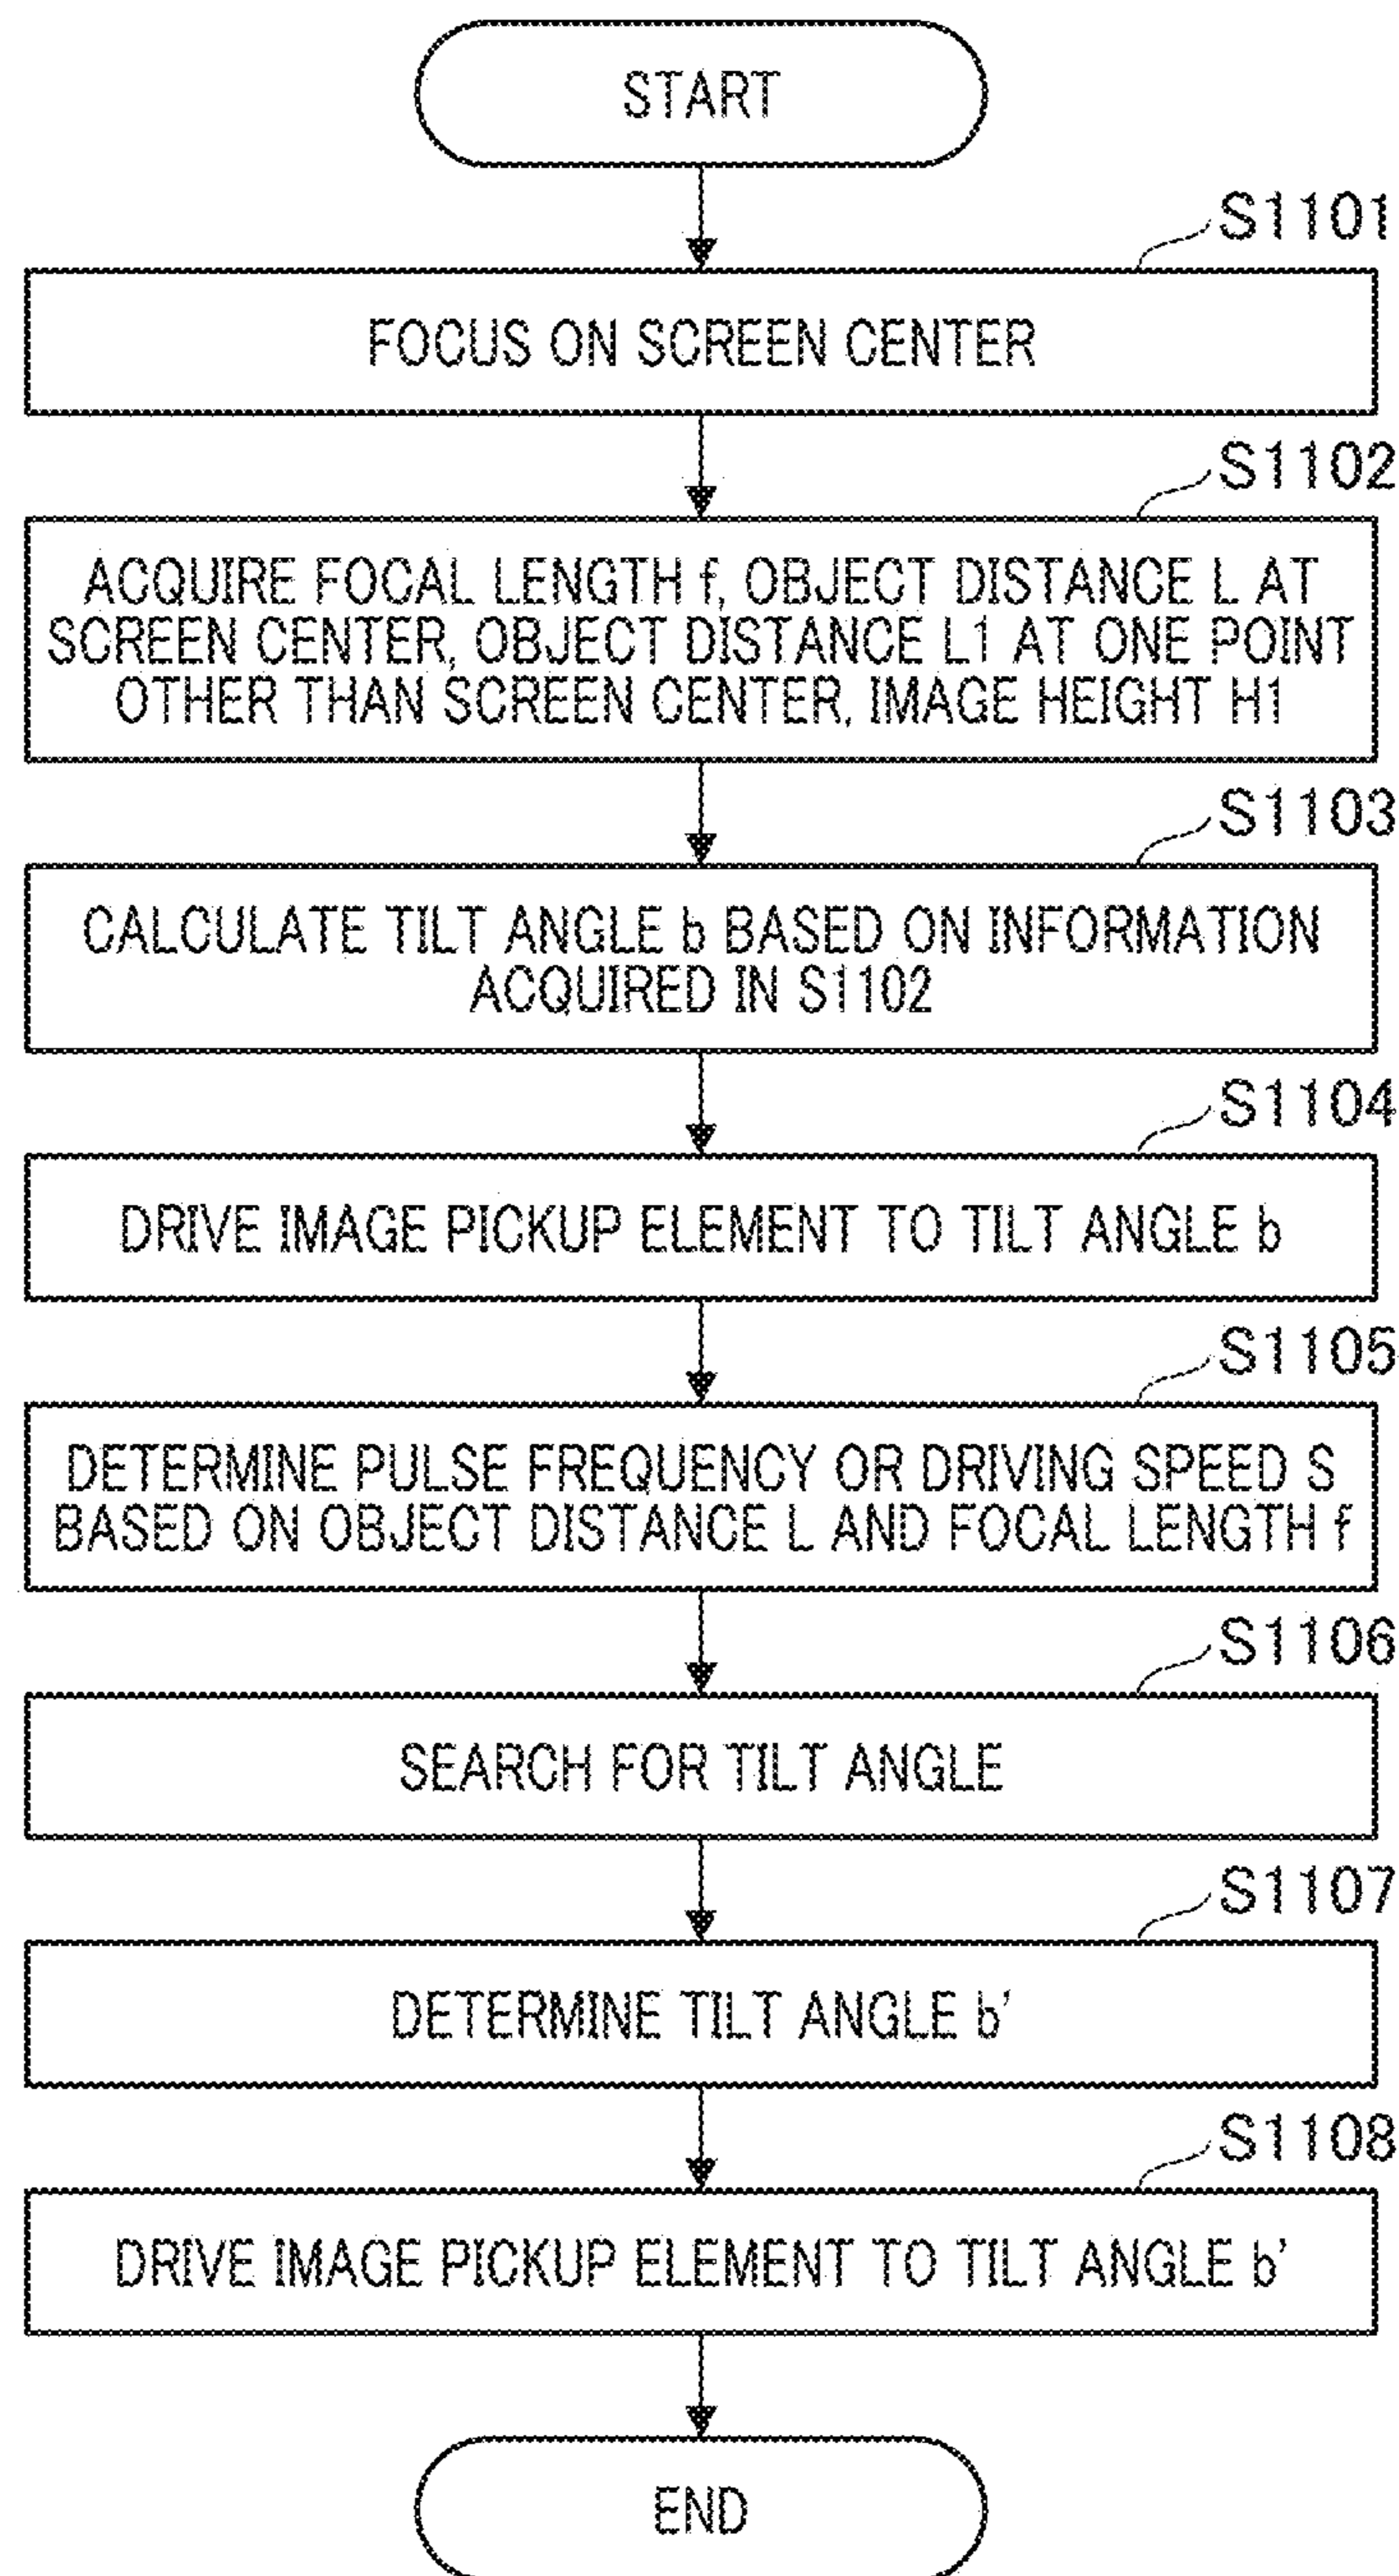 START
S1101
FOCUS ON SCREEN CENTER
S1102
ACQUIRE FOCAL LENGTH f, OBJECT DISTANCE L AT
SCREEN CENTER, OBJECT DISTANCE L1 AT ONE POINT
OTHER THAN SCREEN CENTER, IMAGE HEIGHT H1
S1103
CALCULATE TILT ANGLE b BASED ON INFORMATION
ACQUIRED IN S1102
S1104
DRIVE IMAGE PICKUP ELEMENT TO TILT ANGLE b
S1105
DETERMINE PULSE FREQUENCY OR DRIVING SPEED S
BASED ON OBJECT DISTANCE L AND FOCAL LENGTH f
S1106
SEARCH FOR TILT ANGLE
S1107
DETERMINE TILT ANGLE b'
S1108
DRIVE IMAGE PICKUP ELEMENT TO TILT ANGLE b'
END